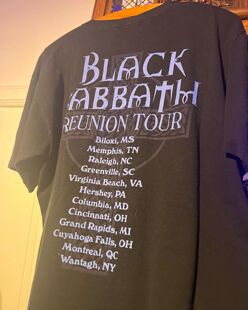 BLACK
SABBATH
REUNION TOUR
Biloxi, MS
Memphis, TN
Raleigh, NC
Greenville, SC
Virginia Beach, VA
Hershey, PA
Columbia, MD
Cincinnati, OH
Grand Rapids, MI
Cuyahoga Falls, OH
Montreal, QC
Wantagh, NY